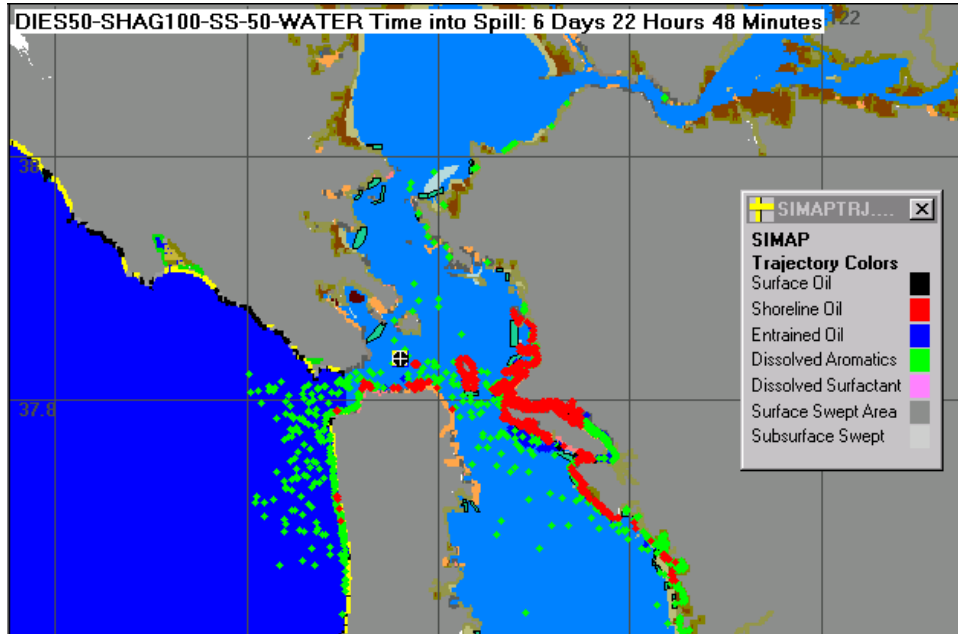 DIES50-SHAG100-SS-50-WATER Time into Spill: 6 Days 22 Hours 48 Minutes
122
38
SIMAPTRJ....
SIMAP
Trajectory Colors
Surface Oil
Shoreline Oil
Entrained Oil
Dissolved Aromatics
Dissolved Surfactant
Surface Swept Area
Subsurface Swept
37.8